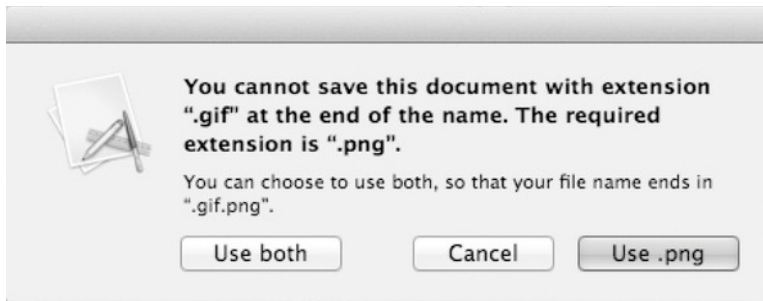 You cannot save this document with extension
“.gif" at the end of the name. The required
extension is “.png”.
You can choose to use both, so that your file name ends in
“.gif.png”.
Use both
Cancel
Use .png